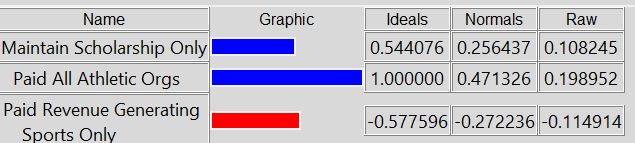 Name Graphic Ideals Normals Raw
Maintain Scholarship Only 0.544076 0.256437 0.108245
Paid All Athletic Orgs 1.000000 0.471326 0.198952
Paid Revenue Generating
Sports Only -0.577596 -0.272236 -0.114914